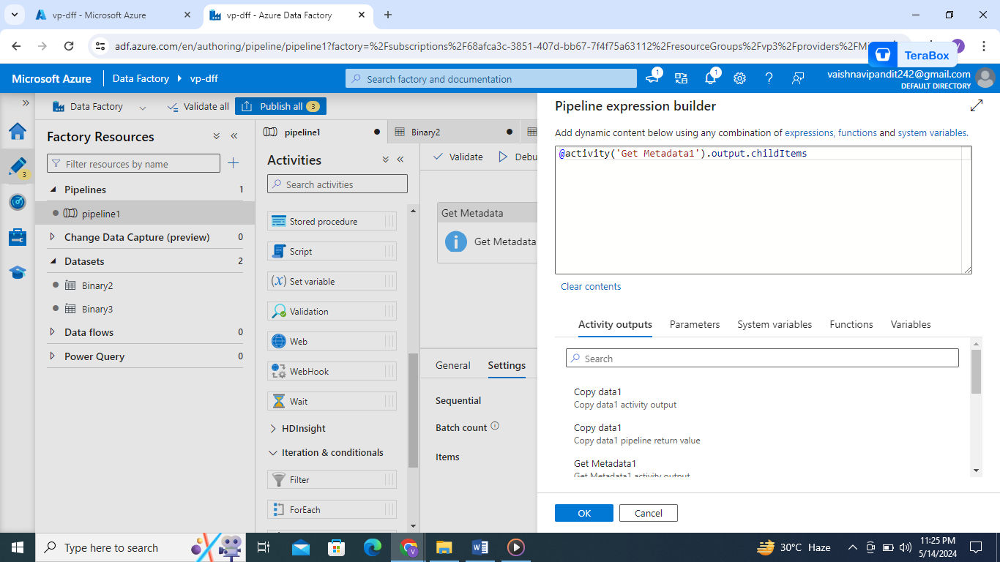 vp-dff - Microsoft Azure
vp-dff - Azure Data Factory
adf.azure.com/en/authoring/pipeline/pipeline1?factory=%2Fsubscriptions%2F68afca3c-3851-407d-bb67-7f4f75a63112%2FresourceGroups%2Fvp3%2Fproviders%2FMi
TeraBox
Microsoft Azure
Data Factory
vp-dff
Search factory and documentation
1
1
vaishnavipandit242@gmail.com
DEFAULT DIRECTORY
Data Factory
Validate all
Publish all 3
Factory Resources
Filter resources by name
3
Pipelines 1
pipeline1
Change Data Capture (preview) 0
Datasets 2
Binary2
Binary3
Data flows 0
Power Query 0
pipeline1
Binary2
Activities
Search activities
Stored procedure
Script
Set variable
Validation
Web
WebHook
Wait
HDInsight
Iteration & conditionals
Filter
ForEach
Validate
Debu
Get Metadata
Get Metadata
General
Settings
Sequential
Batch count
Items
Pipeline expression builder
Add dynamic content below using any combination of expressions, functions and system variables.
@activity('Get Metadata1').output.childItems
Clear contents
Activity outputs
Parameters
System variables
Functions
Variables
Search
Copy data1
Copy data1 activity output
Copy data1
Copy data1 pipeline return value
Get Metadata1
Get Metadata1 activity output
OK
Cancel
Type here to search
V
30°C Haze
11:25 PM
5/14/2024